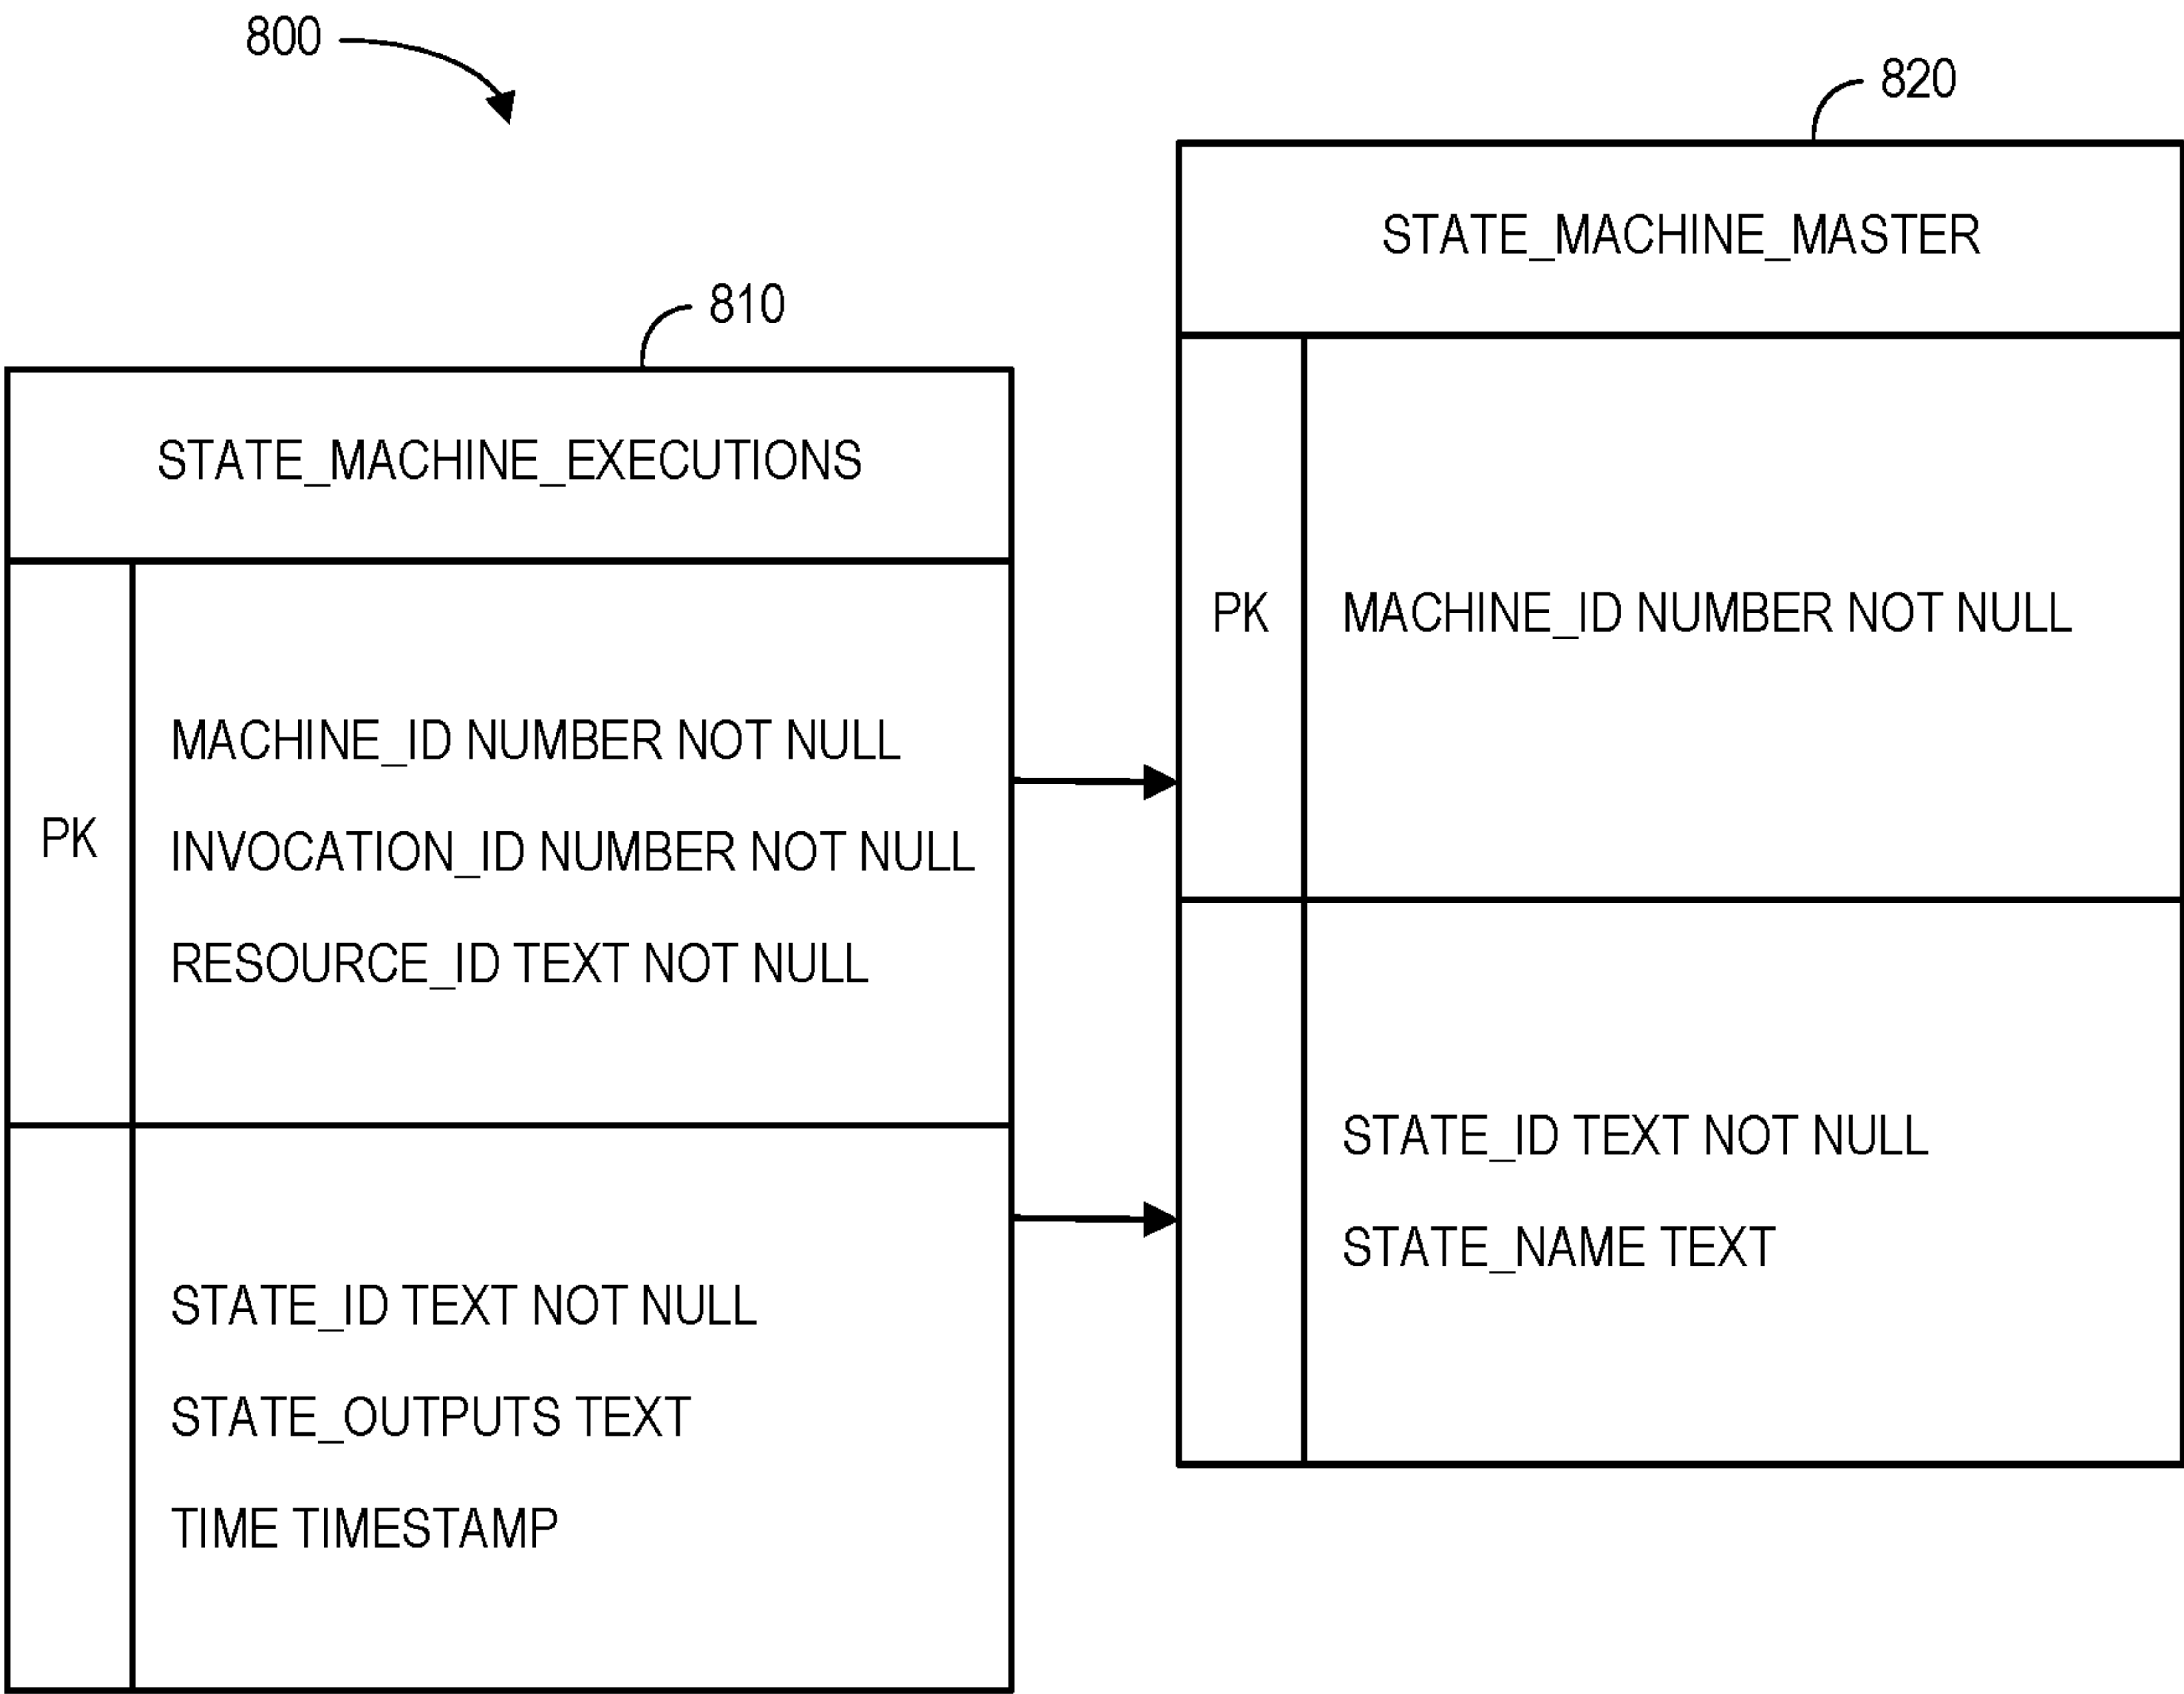 800
810
STATE_MACHINE_EXECUTIONS
PK
MACHINE_ID NUMBER NOT NULL
INVOCATION_ID NUMBER NOT NULL
RESOURCE_ID TEXT NOT NULL
STATE_ID TEXT NOT NULL
STATE_OUTPUTS TEXT
TIME TIMESTAMP
820
STATE_MACHINE_MASTER
PK
MACHINE_ID NUMBER NOT NULL
STATE_ID TEXT NOT NULL
STATE_NAME TEXT